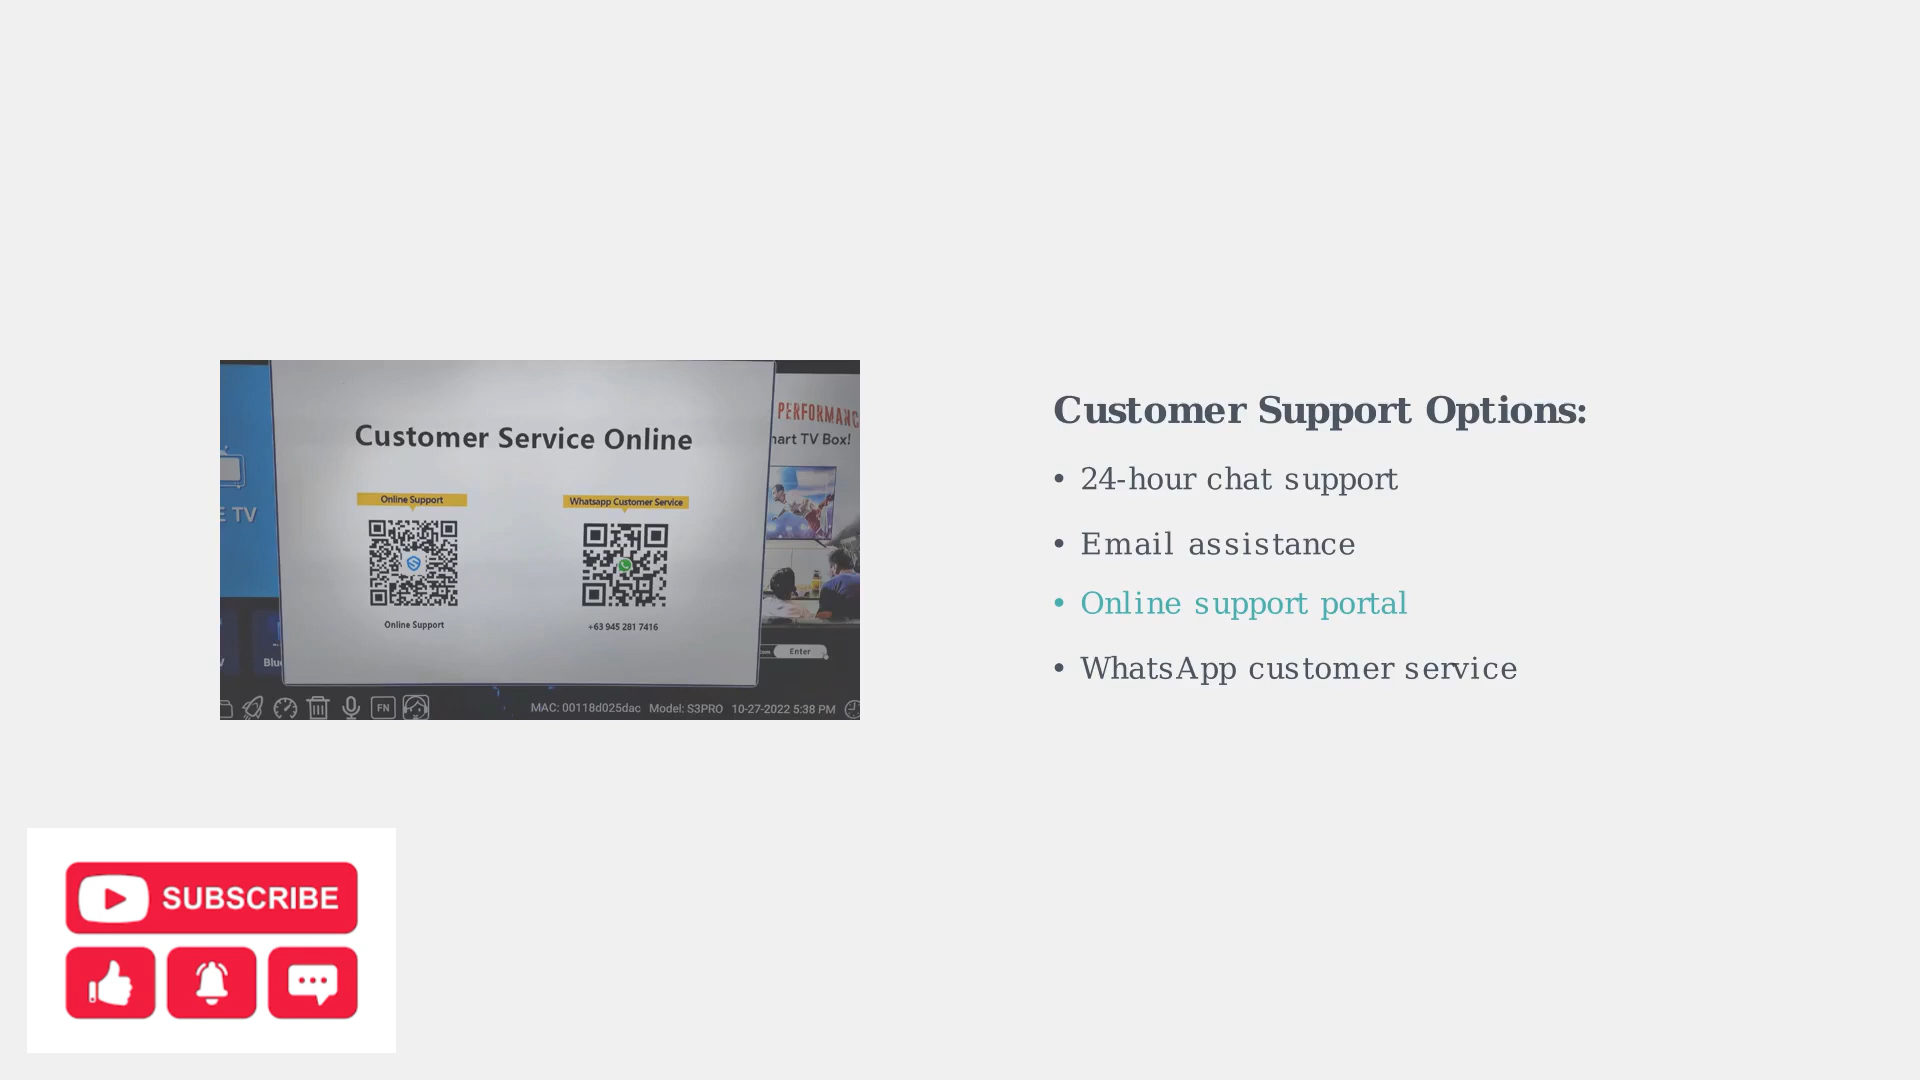 PERFORMANC
mart TV Box!
Customer Service Online
Online Support
Whatsapp Customer Service
E TV
Online Support
+63 945 281 7416
Enter
Blu
FN
MAC: 00118d025dac Model: S3PRO 10-27-2022 5:38 PM
Customer Support Options:
• 24-hour chat support
• Email assistance
• Online support portal
• WhatsApp customer service
SUBSCRIBE